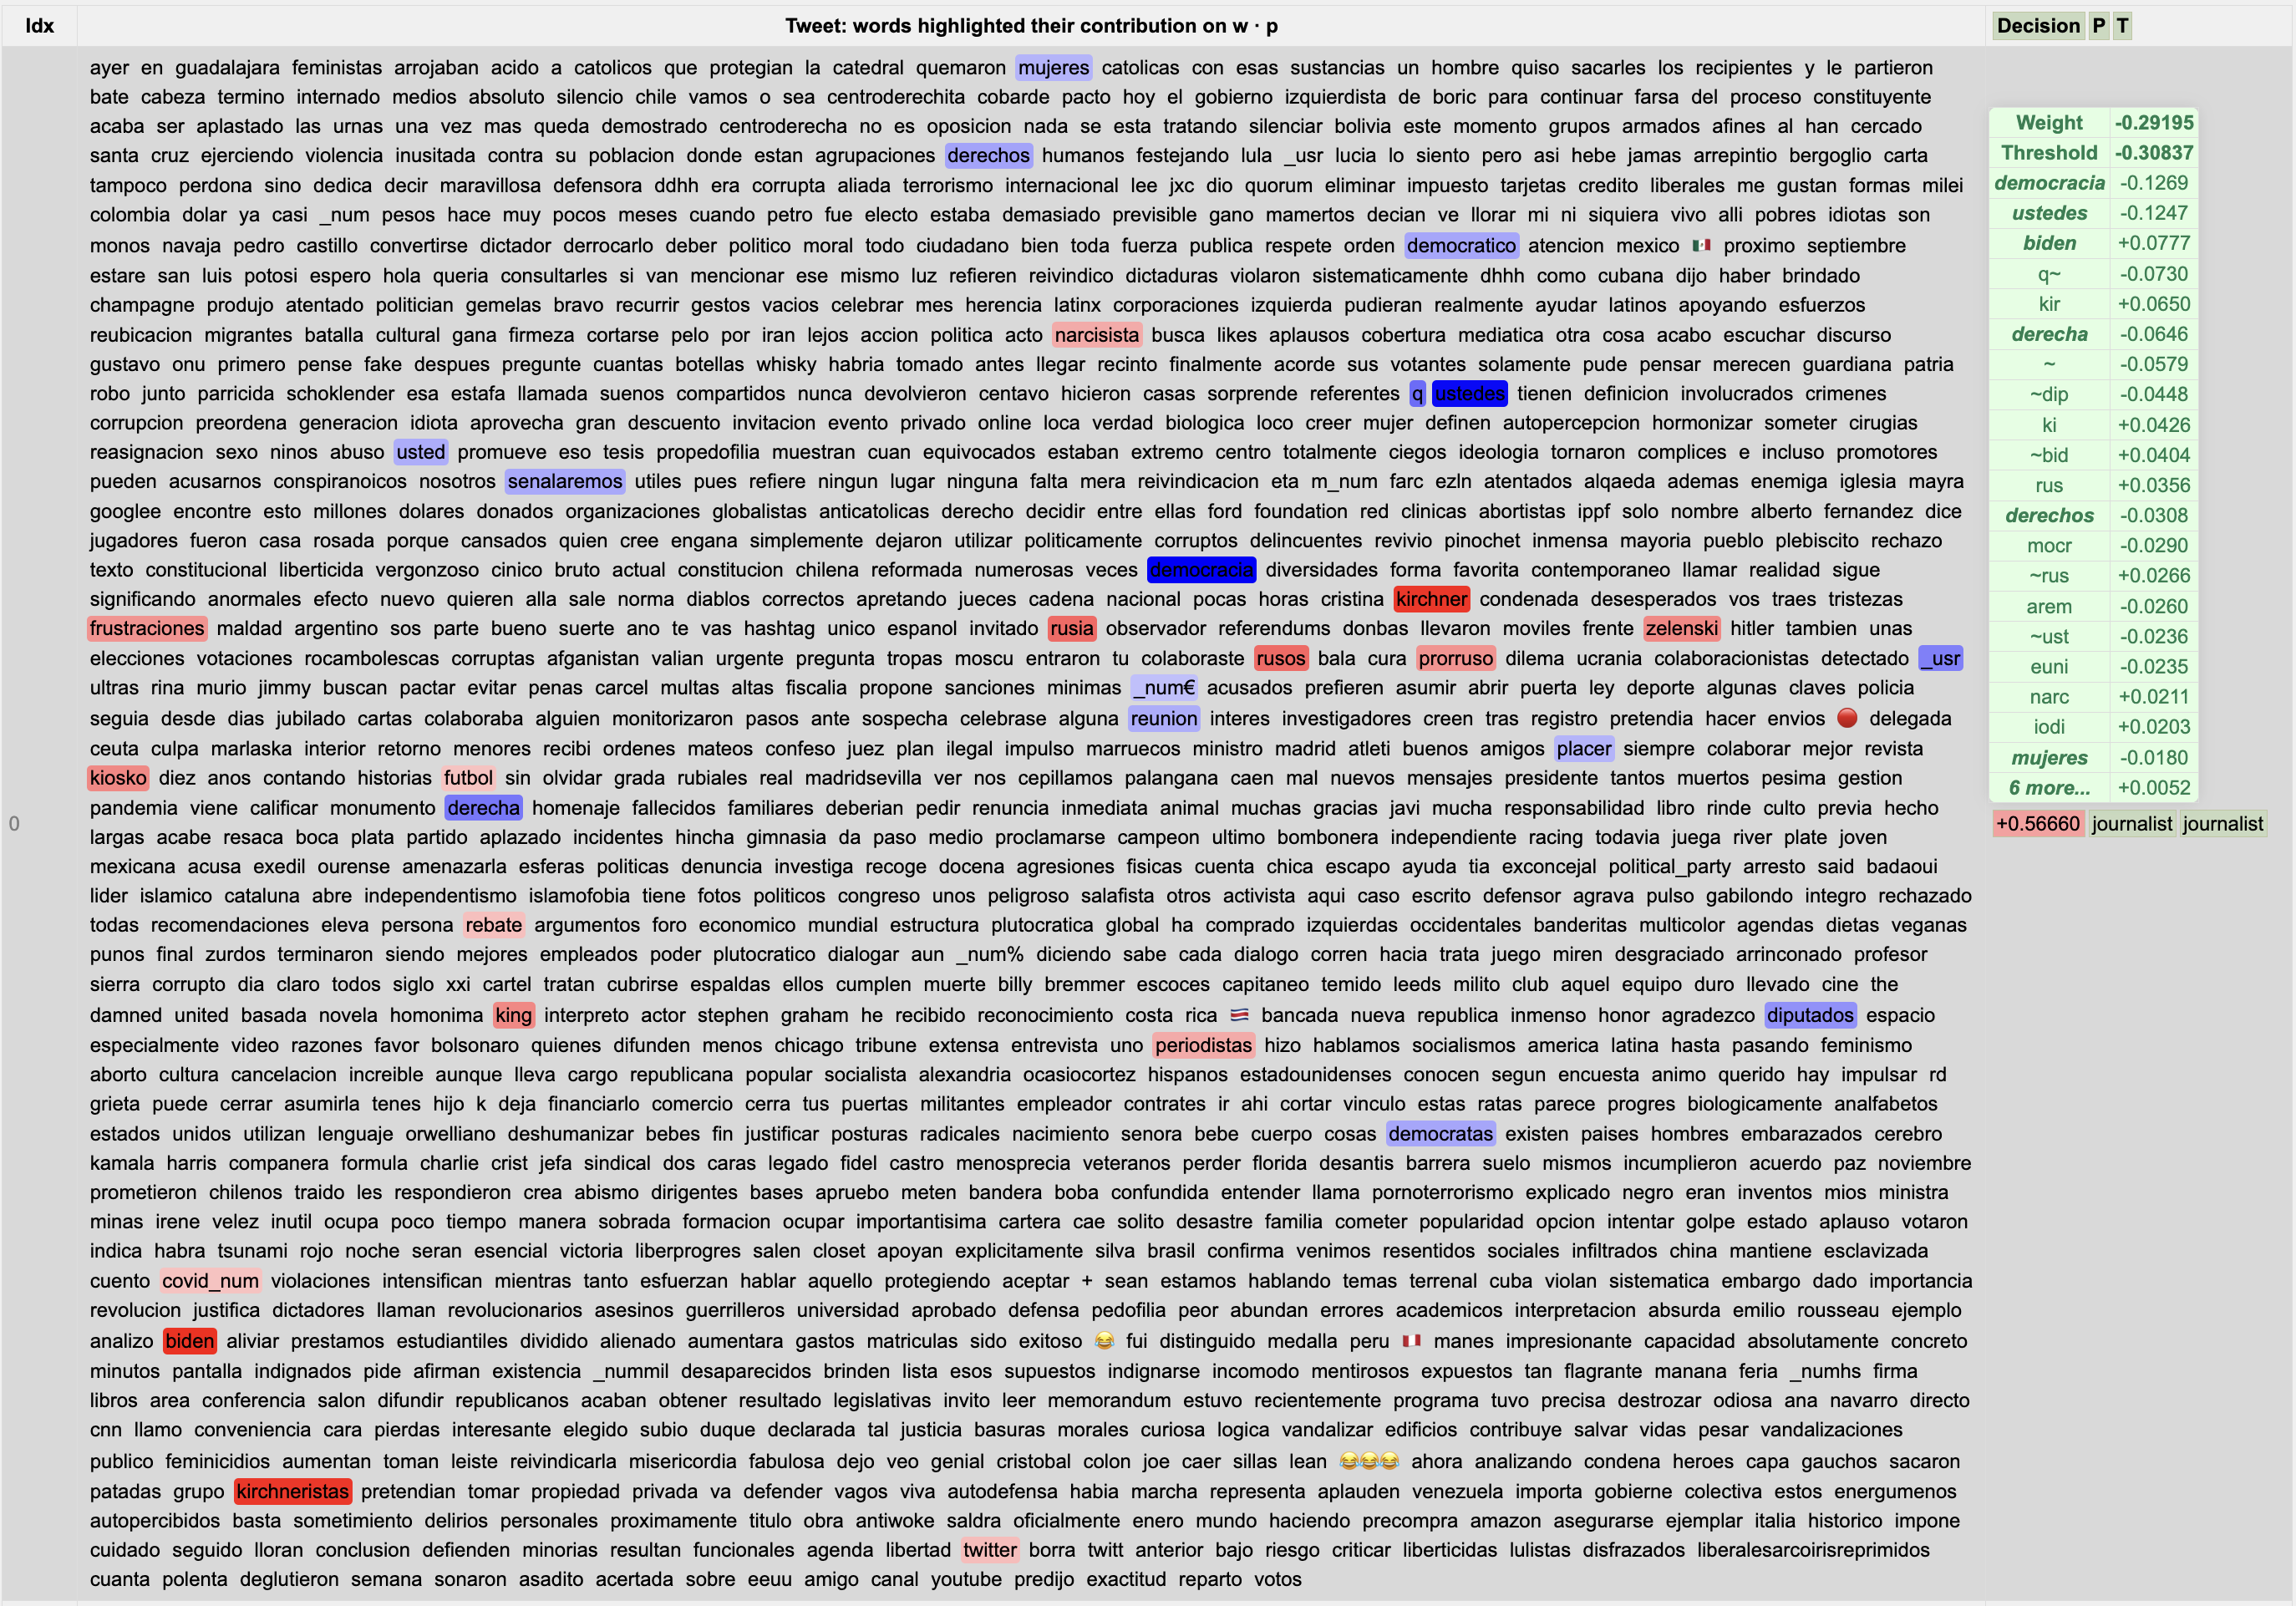 Idx Tweet: words highlighted their contribution on w · p Decision P T
ayer en guadalajara feministas arrojaban acido a catolicos que protegian la catedral quemaron mujeres catolicas con esas sustancias un hombre quiso sacarles los recipientes y le partieron
bate cabeza termino internado medios absoluto silencio chile vamos o sea centroderechita cobarde pacto hoy el gobierno izquierdista de boric para continuar farsa del proceso constituyente
acaba ser aplastado las urnas una vez mas queda demostrado centroderecha no es oposicion nada se esta tratando silenciar bolivia este momento grupos armados afines al han cercado
santa cruz ejerciendo violencia inusitada contra su poblacion donde estan agrupaciones derechos humanos festejando lula _usr lucia lo siento pero asi hebe jamas arrepintio bergoglio carta
tampoco perdona sino dedica decir maravillosa defensora ddhh era corrupta aliada terrorismo internacional lee jxc dio quorum eliminar impuesto tarjetas credito liberales me gustan formas milei
colombia dolar ya casi _num pesos hace muy pocos meses cuando petro fue electo estaba demasiado previsible gano mamertos decian ve llorar mi ni siquiera vivo alli pobres idiotas son
monos navaja pedro castillo convertirse dictador derrocarlo deber politico moral todo ciudadano bien toda fuerza publica respete orden democratico atencion mexico 🇲🇽 proximo septiembre
estare san luis potosi espero hola queria consultarles si van mencionar ese mismo luz refieren reivindico dictaduras violaron sistematicamente dhhh como cubana dijo haber brindado
champagne produjo atentado politician gemelas bravo recurrir gestos vacios celebrar mes herencia latinx corporaciones izquierda pudieran realmente ayudar latinos apoyando esfuerzos
reubicacion migrantes batalla cultural gana firmeza cortarse pelo por iran lejos accion politica acto narcisista busca likes aplausos cobertura mediatica otra cosa acabo escuchar discurso
gustavo onu primero pense fake despues pregunte cuantas botellas whisky habria tomado antes llegar recinto finalmente acorde sus votantes solamente pude pensar merecen guardiana patria
robo junto parricida schoklender esa estafa llamada suenos compartidos nunca devolvieron centavo hicieron casas sorprende referentes q ustedes tienen definicion involucrados crimenes
corrupcion preordena generacion idiota aprovecha gran descuento invitacion evento privado online loca verdad biologica loco creer mujer definen autopercepcion hormonizar someter cirugias
reasignacion sexo ninos abuso usted promueve eso tesis propedofilia muestran cuan equivocados estaban extremo centro totalmente ciegos ideologia tornaron complices e incluso promotores
pueden acusarnos conspiranoicos nosotros senalaremos utiles pues refiere ningun lugar ninguna falta mera reivindicacion eta m_num farc ezln atentados alqaeda ademas enemiga iglesia mayra
googlee encontre esto millones dolares donados organizaciones globalistas anticatolicas derecho decidir entre ellas ford foundation red clinicas abortistas ippf solo nombre alberto fernandez dice
jugadores fueron casa rosada porque cansados quien cree engana simplemente dejaron utilizar politicamente corruptos delincuentes revivio pinochet inmensa mayoria pueblo plebiscito rechazo
texto constitucional liberticida vergonzoso cinico bruto actual constitucion chilena reformada numerosas veces democracia diversidades forma favorita contemporaneo llamar realidad sigue
significando anormales efecto nuevo quieren alla sale norma diablos correctos apretando jueces cadena nacional pocas horas cristina kirchner condenada desesperados vos traes tristezas
frustraciones maldad argentino sos parte bueno suerte ano te vas hashtag unico espanol invitado rusia observador referendums donbas llevaron moviles frente zelenski hitler tambien unas
elecciones votaciones rocambolescas corruptas afganistan valian urgente pregunta tropas moscu entraron tu colaboraste rusos bala cura prorruso dilema ucrania colaboracionistas detectado _usr
ultras rina murio jimmy buscan pactar evitar penas carcel multas altas fiscalia propone sanciones minimas _num€ acusados prefieren asumir abrir puerta ley deporte algunas claves policia
seguia desde dias jubilado cartas colaboraba alguien monitorizaron pasos ante sospecha celebrase alguna reunion interes investigadores creen tras registro pretendia hacer envios 🔴 delegada
ceuta culpa marlaska interior retorno menores recibi ordenes mateos confeso juez plan ilegal impulso marruecos ministro madrid atleti buenos amigos placer siempre colaborar mejor revista
kiosko diez anos contando historias futbol sin olvidar grada rubiales real madridsevilla ver nos cepillamos palangana caen mal nuevos mensajes presidente tantos muertos pesima gestion
pandemia viene calificar monumento derecha homenaje fallecidos familiares deberian pedir renuncia inmediata animal muchas gracias javi mucha responsabilidad libro rinde culto previa hecho
largas acabe resaca boca plata partido aplazado incidentes hincha gimnasia da paso medio proclamarse campeon ultimo bombonera independiente racing todavia juega river plate joven
mexicana acusa exedil ourense amenazarla esferas politicas denuncia investiga recoge docena agresiones fisicas cuenta chica escapo ayuda tia exconcejal political_party arresto said badaoui
lider islamico cataluna abre independentismo islamofobia tiene fotos politicos congreso unos peligroso salafista otros activista aqui caso escrito defensor agrava pulso gabilondo integro rechazado
todas recomendaciones eleva persona rebate argumentos foro economico mundial estructura plutocratica global ha comprado izquierdas occidentales banderitas multicolor agendas dietas veganas
punos final zurdos terminaron siendo mejores empleados poder plutocratico dialogar aun _num% diciendo sabe cada dialogo corren hacia trata juego miren desgraciado arrinconado profesor
sierra corrupto dia claro todos siglo xxi cartel tratan cubrirse espaldas ellos cumplen muerte billy bremmer escoces capitaneo temido leeds milito club aquel equipo duro llevado cine the
damned united basada novela homonima king interpreto actor stephen graham he recibido reconocimiento costa rica 🇨🇷 bancada nueva republica inmenso honor agradezco diputados espacio
especialmente video razones favor bolsonaro quienes difunden menos chicago tribune extensa entrevista uno periodistas hizo hablamos socialismos america latina hasta pasando feminismo
aborto cultura cancelacion increible aunque lleva cargo republicana popular socialista alexandria ocasiocortez hispanos estadounidenses conocen segun encuesta animo querido hay impulsar rd
grieta puede cerrar asumirla tenes hijo k deja financiarlo comercio cerra tus puertas militantes empleador contrates ir ahi cortar vinculo estas ratas parece progres biologicamente analfabetos
estados unidos utilizan lenguaje orwelliano deshumanizar bebes fin justificar posturas radicales nacimiento senora bebe cuerpo cosas democratas existen paises hombres embarazados cerebro
kamala harris companera formula charlie crist jefa sindical dos caras legado fidel castro menosprecia veteranos perder florida desantis barrera suelo mismos incumplieron acuerdo paz noviembre
prometieron chilenos traido les respondieron crea abismo dirigentes bases apruebo meten bandera boba confundida entender llama pornoterrorismo explicado negro eran inventos mios ministra
minas irene velez inutil ocupa poco tiempo manera sobrada formacion ocupar importantisima cartera cae solito desastre familia cometer popularidad opcion intentar golpe estado aplauso votaron
indica habra tsunami rojo noche seran esencial victoria liberprogres salen closet apoyan explicitamente silva brasil confirma venimos resentidos sociales infiltrados china mantiene esclavizada
cuento covid_num violaciones intensifican mientras tanto esfuerzan hablar aquello protegiendo aceptar + sean estamos hablando temas terrenal cuba violan sistematica embargo dado importancia
revolucion justifica dictadores llaman revolucionarios asesinos guerrilleros universidad aprobado defensa pedofilia peor abundan errores academicos interpretacion absurda emilio rousseau ejemplo
analizo biden aliviar prestamos estudiantiles dividido alienado aumentara gastos matriculas sido exitoso 😂 fui distinguido medalla peru 🇵🇪 manes impresionante capacidad absolutamente concreto
minutos pantalla indignados pide afirman existencia _nummil desaparecidos brinden lista esos supuestos indignarse incomodo mentirosos expuestos tan flagrante manana feria _numhs firma
libros area conferencia salon difundir republicanos acaban obtener resultado legislativas invito leer memorandum estuvo recientemente programa tuvo precisa destrozar odiosa ana navarro directo
cnn llamo conveniencia cara pierdas interesante elegido subio duque declarada tal justicia basuras morales curiosa logica vandalizar edificios contribuye salvar vidas pesar vandalizaciones
publico feminicidios aumentan toman leiste reivindicarla misericordia fabulosa dejo veo genial cristobal colon joe caer sillas lean 😂😂😂 ahora analizando condena heroes capa gauchos sacaron
patadas grupo kirchneristas pretendian tomar propiedad privada va defender vagos viva autodefensa habia marcha representa aplauden venezuela importa gobierne colectiva estos energumenos
autopercibidos basta sometimiento delirios personales proximamente titulo obra antiwoke saldra oficialmente enero mundo haciendo precompra amazon asegurarse ejemplar italia historico impone
cuidado seguido lloran conclusion defienden minorias resultan funcionales agenda libertad twitter borra twitt anterior bajo riesgo criticar liberticidas lulistas disfrazados liberalesarcoirisreprimidos
cuanta polenta deglutieron semana sonaron asadito acertada sobre eeuu amigo canal youtube predijo exactitud reparto votos
0
Weight -0.29195
Threshold -0.30837
democracia -0.1269
ustedes -0.1247
biden +0.0777
q~ -0.0730
kir +0.0650
derecha -0.0646
~ -0.0579
~dip -0.0448
ki +0.0426
~bid +0.0404
rus +0.0356
derechos -0.0308
mocr -0.0290
~rus +0.0266
arem -0.0260
~ust -0.0236
euni -0.0235
narc +0.0211
iodi +0.0203
mujeres -0.0180
6 more... +0.0052
+0.56660 journalist journalist